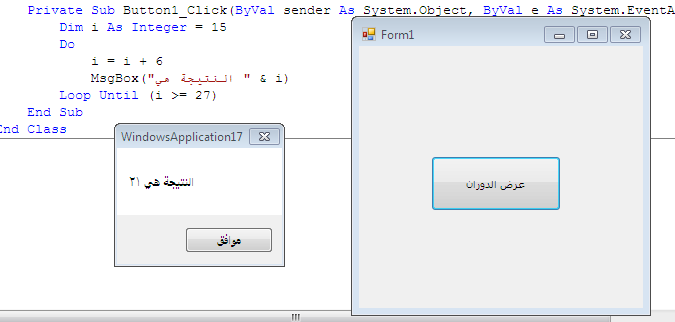 Private Sub Button1_Click(ByVal sender As System.Object, ByVal e As System.EventA
Dim i As Integer = 15
Do
i = i + 6
MsgBox("النتيجة هي " & i)
Loop Until (i >= 27)
End Sub
End Class
Form1
عرض الدوران
WindowsApplication17
النتيجة هي ٢١
موافق